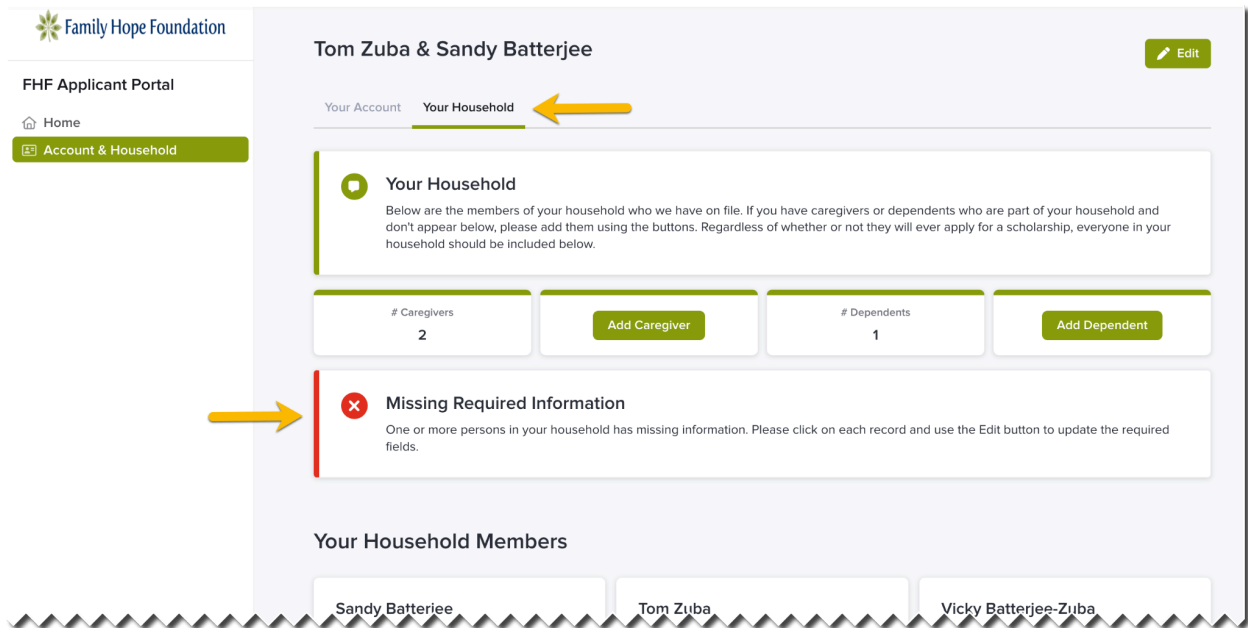 Family Hope Foundation
FHF Applicant Portal
Home
Account & Household
Tom Zuba & Sandy Batterjee
Edit
Your Account
Your Household
Your Household
Below are the members of your household who we have on file. If you have caregivers or dependents who are part of your household and
don't appear below, please add them using the buttons. Regardless of whether or not they will ever apply for a scholarship, everyone in your
household should be included below.
# Caregivers
2
Add Caregiver
# Dependents
1
Add Dependent
Missing Required Information
One or more persons in your household has missing information. Please click on each record and use the Edit button to update the required
fields.
Your Household Members
Sandy Batterjee
Tom Zuba
Vicky Batterjee-Zuba